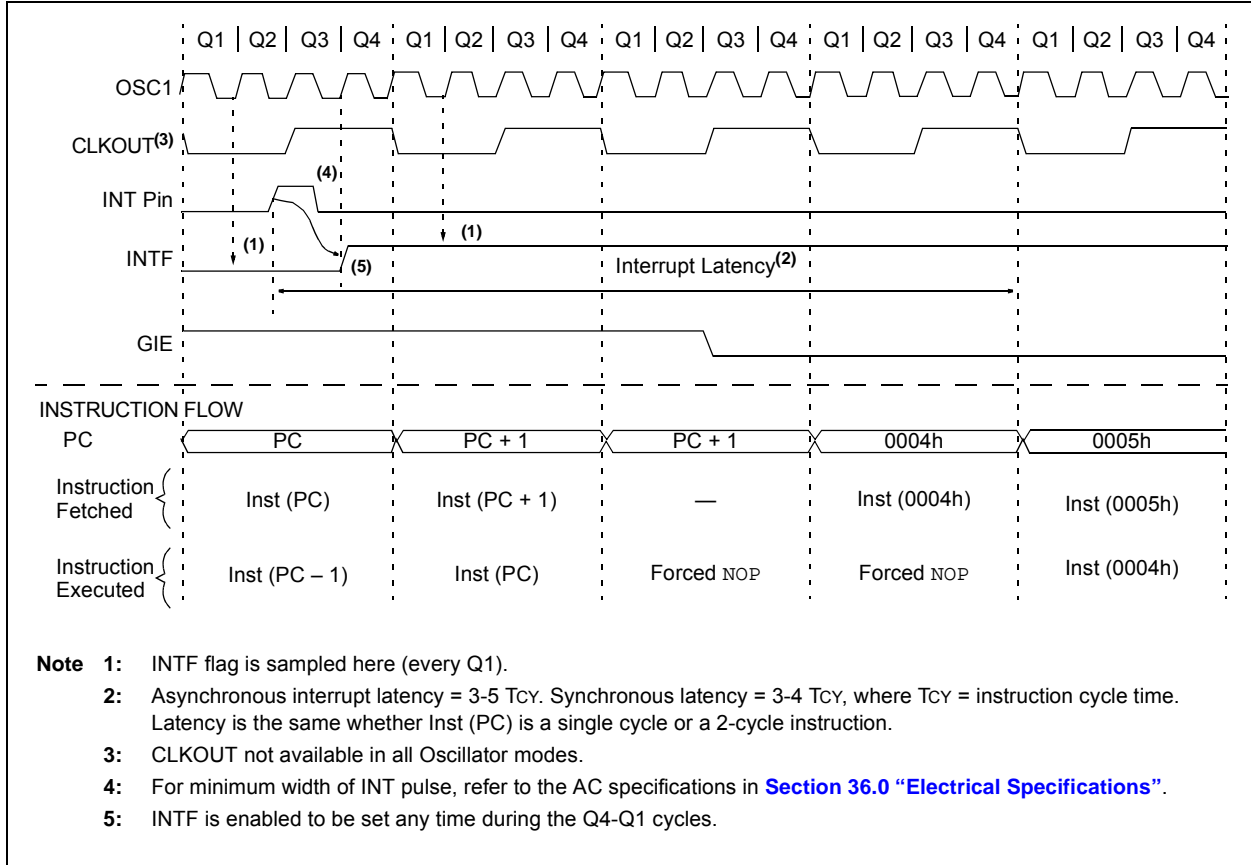 Q1 Q2 Q3 Q4 Q1 Q2 Q3 Q4 Q1 Q2 Q3 Q4 Q1 Q2 Q3 Q4 Q1 Q2 Q3 Q4
OSC1
CLKOUT(3)
(4)
INT Pin
(1) (1)
INTF
(5) Interrupt Latency(2)
GIE
INSTRUCTION FLOW
PC PC PC + 1 PC + 1 0004h 0005h
Instruction
Fetched
Inst (PC) Inst (PC + 1) — Inst (0004h) Inst (0005h)
Instruction
Executed
Inst (PC – 1) Inst (PC) Forced NOP Forced NOP Inst (0004h)
Note 1: INTF flag is sampled here (every Q1).
2: Asynchronous interrupt latency = 3-5 TCY. Synchronous latency = 3-4 TCY, where TCY = instruction cycle time.
Latency is the same whether Inst (PC) is a single cycle or a 2-cycle instruction.
3: CLKOUT not available in all Oscillator modes.
4: For minimum width of INT pulse, refer to the AC specifications in Section 36.0 “Electrical Specifications”.
5: INTF is enabled to be set any time during the Q4-Q1 cycles.